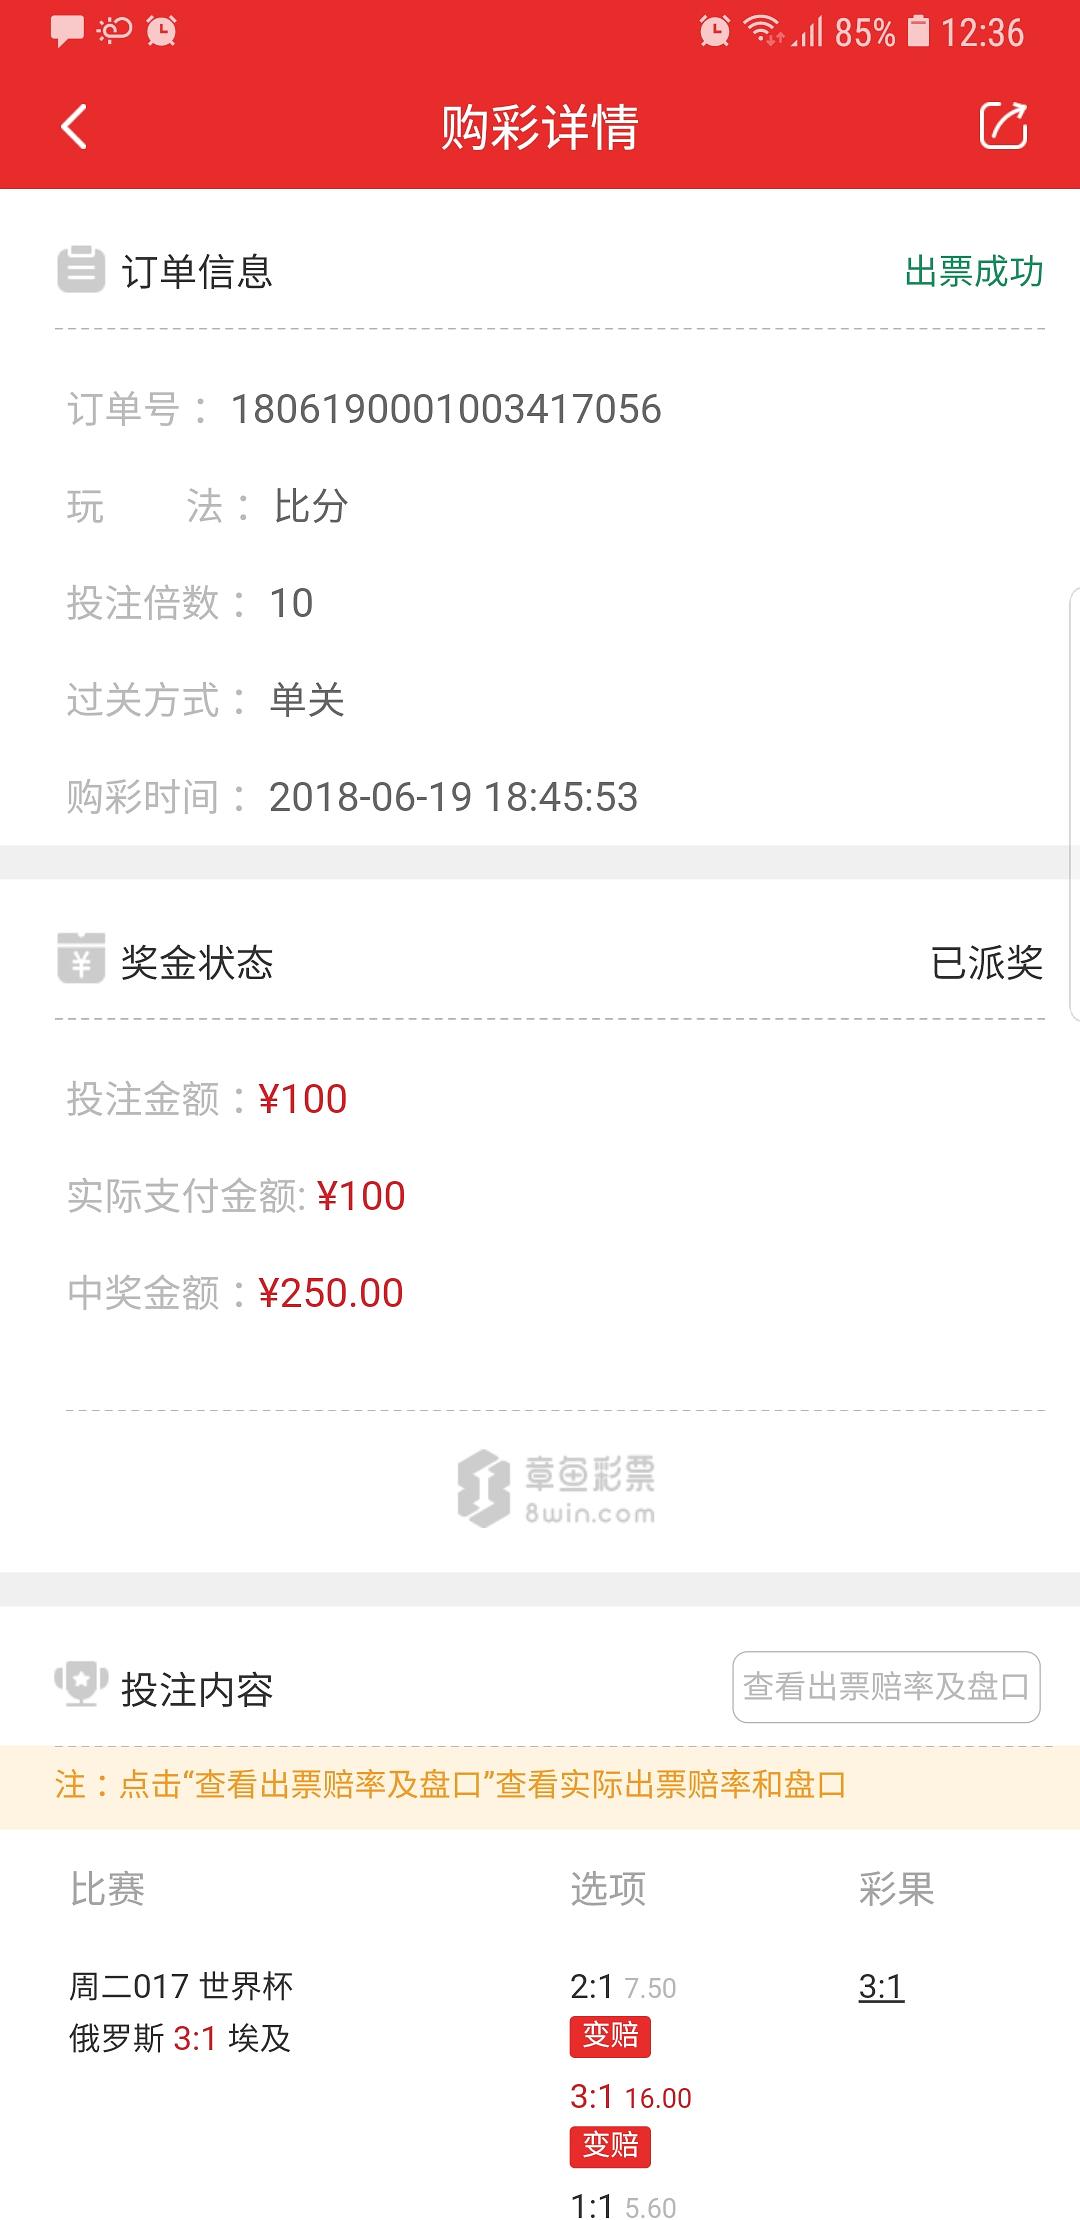 85% 12:36
购彩详情
订单信息 出票成功
订单号： 1806190001003417056
玩 法： 比分
投注倍数： 10
过关方式： 单关
购彩时间： 2018-06-19 18:45:53
奖金状态 已派奖
投注金额：¥100
实际支付金额: ¥100
中奖金额：¥250.00
章鱼彩票
8win.com
投注内容 查看出票赔率及盘口
注：点击“查看出票赔率及盘口”查看实际出票赔率和盘口
比赛 选项 彩果
周二017 世界杯 2:1 7.50 3:1
俄罗斯 3:1 埃及 变赔
3:1 16.00
变赔
1:1 5.60